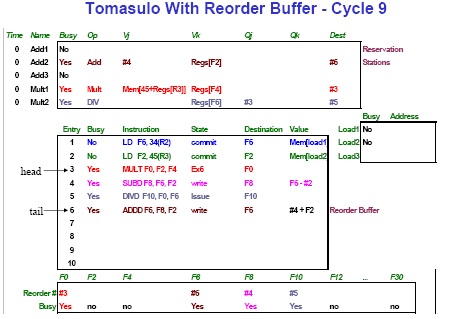 Tomasulo With Reorder Buffer - Cycle 9
Time Name Busy Op Vj Vk Qj Qk Dest
0 Add1 No Reservation
0 Add2 Yes Add #4 Regs[F2] #6 Stations
0 Add3 No
0 Mult1 Yes Mult Mem[45+Regs[R3]] Regs[F4] #3
0 Mult2 Yes DIV Regs[F6] #3 #5
Busy Address
Entry Busy Instruction State Destination Value Load1 No
1 No LD F6, 34(R2) commit F6 Mem[load1] Load2 No
2 No LD F2, 45(R3) commit F2 Mem[load2] Load3
head 3 Yes MULT F0, F2, F4 Ex6 F0
4 Yes SUBD F8, F6, F2 write F8 F6 - #2
5 Yes DIVD F10, F0, F6 Issue F10
tail 6 Yes ADDD F6, F8, F2 write F6 #4 + F2 Reorder Buffer
7
8
9
10
F0 F2 F4 F6 F8 F10 F12 ... F30
Reorder # #3 #6 #4 #5
Busy Yes no no Yes Yes Yes no no